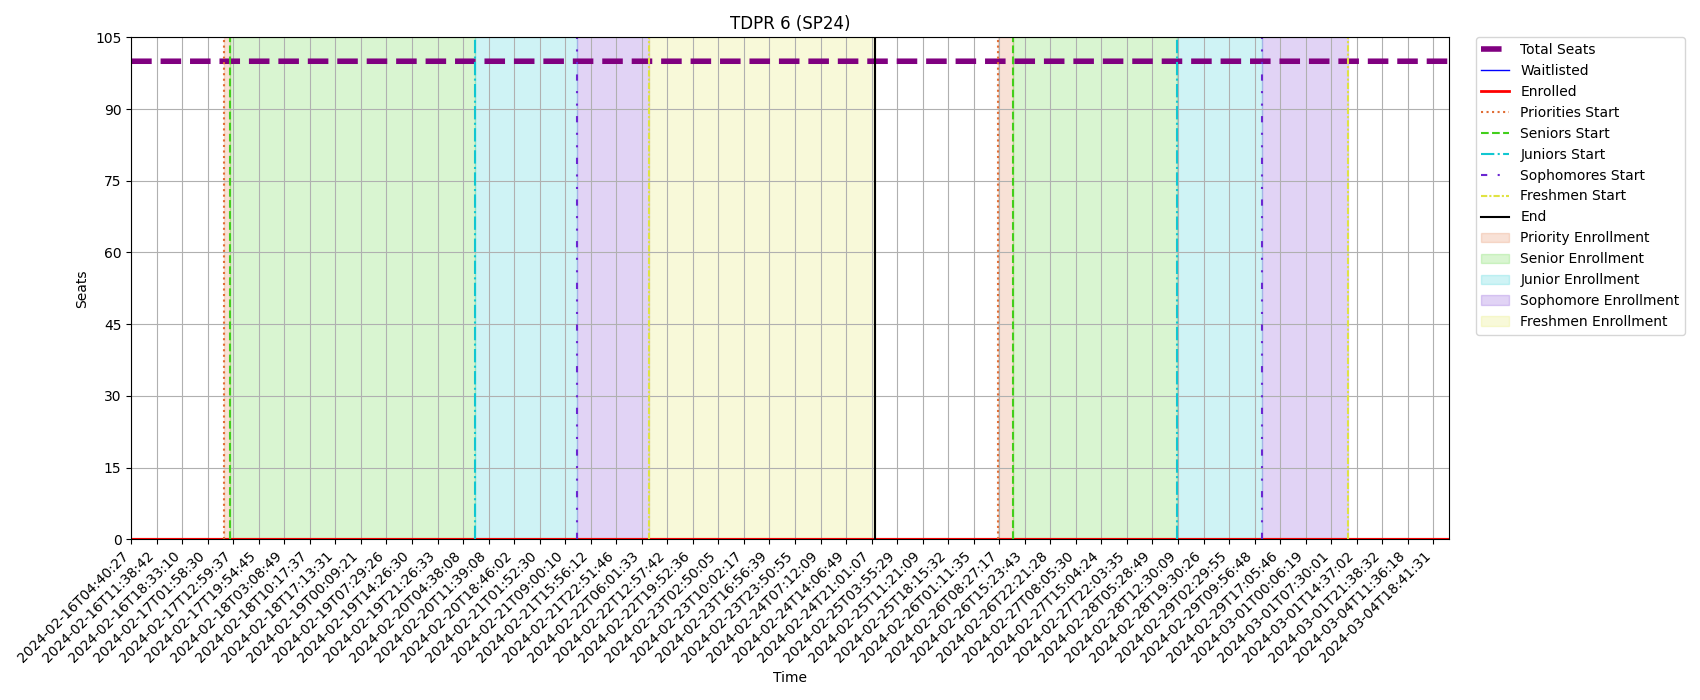 TDPR 6 (SP24)
105
90
75
60
45
30
15
0
Seats
2024-02-16T04:40:27
2024-02-16T11:38:42
2024-02-16T18:33:10
2024-02-17T01:58:30
2024-02-17T12:59:37
2024-02-17T19:54:45
2024-02-18T03:08:49
2024-02-18T10:17:37
2024-02-18T17:13:31
2024-02-19T00:09:21
2024-02-19T07:29:26
2024-02-19T14:26:30
2024-02-19T21:26:33
2024-02-20T04:38:08
2024-02-20T11:39:08
2024-02-20T18:46:02
2024-02-21T01:52:30
2024-02-21T09:00:10
2024-02-21T15:56:12
2024-02-21T22:51:46
2024-02-22T06:01:33
2024-02-22T12:57:42
2024-02-22T19:52:36
2024-02-23T02:50:05
2024-02-23T10:02:17
2024-02-23T16:56:39
2024-02-23T23:50:55
2024-02-24T07:12:09
2024-02-24T14:06:49
2024-02-24T21:01:07
2024-02-25T03:55:29
2024-02-25T11:21:09
2024-02-25T18:15:32
2024-02-26T01:11:35
2024-02-26T08:27:17
2024-02-26T15:23:43
2024-02-26T22:21:28
2024-02-27T08:05:30
2024-02-27T15:04:24
2024-02-27T22:03:35
2024-02-28T05:28:49
2024-02-28T12:30:09
2024-02-28T19:30:26
2024-02-29T02:29:55
2024-02-29T09:56:48
2024-02-29T17:05:46
2024-03-01T00:06:19
2024-03-01T07:30:01
2024-03-01T14:37:02
2024-03-01T21:38:32
2024-03-04T11:36:18
2024-03-04T18:41:31
Time
Total Seats
Waitlisted
Enrolled
Priorities Start
Seniors Start
Juniors Start
Sophomores Start
Freshmen Start
End
Priority Enrollment
Senior Enrollment
Junior Enrollment
Sophomore Enrollment
Freshmen Enrollment